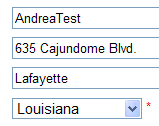 AndreaTest
635 Cajundome Blvd.
Lafayette
Louisiana *